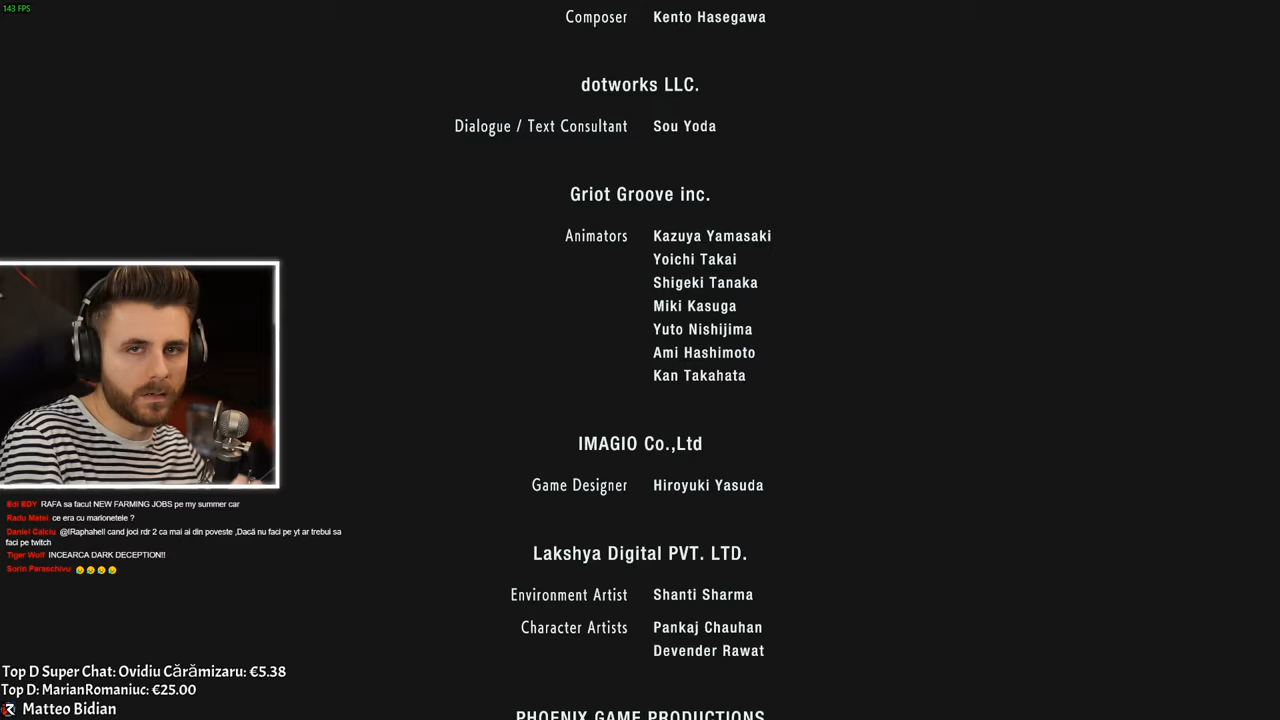 143 FPS
Composer Kento Hasegawa
dotworks LLC.
Dialogue / Text Consultant Sou Yoda
Griot Groove inc.
Animators Kazuya Yamasaki
Yoichi Takai
Shigeki Tanaka
Miki Kasuga
Yuto Nishijima
Ami Hashimoto
Kan Takahata
IMAGIO Co.,Ltd
Game Designer Hiroyuki Yasuda
Lakshya Digital PVT. LTD.
Environment Artist Shanti Sharma
Character Artists Pankaj Chauhan
Devender Rawat
PHOENIX GAME PRODUCTIONS
Edi EDY RAFA sa facut NEW FARMING JOBS pe my summer car
Radu Matei ce era cu marionetele ?
Daniel Calciu @IRaphahell cand joci rdr 2 ca mai ai din poveste ,Dacă nu faci pe yt ar trebui sa
faci pe twitch
Tiger Wolf INCEARCA DARK DECEPTION!!
Sorin Paraschivu
Top D Super Chat: Ovidiu Cărămizaru: €5.38
Top D: MarianRomaniuc: €25.00
Matteo Bidian